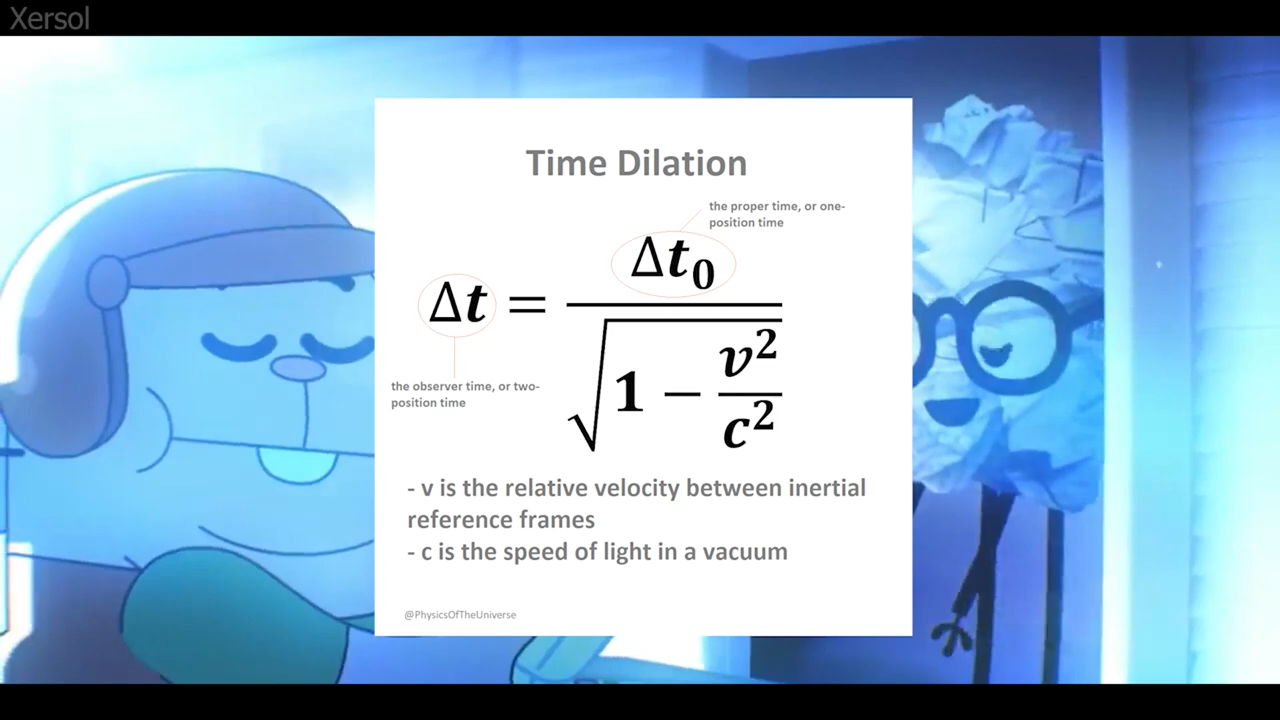 Xersol
Time Dilation
the proper time, or one-
position time
Δt = Δt₀ / √(1 − v²/c²)
the observer time, or two-
position time
- v is the relative velocity between inertial
reference frames
- c is the speed of light in a vacuum
@PhysicsOfTheUniverse